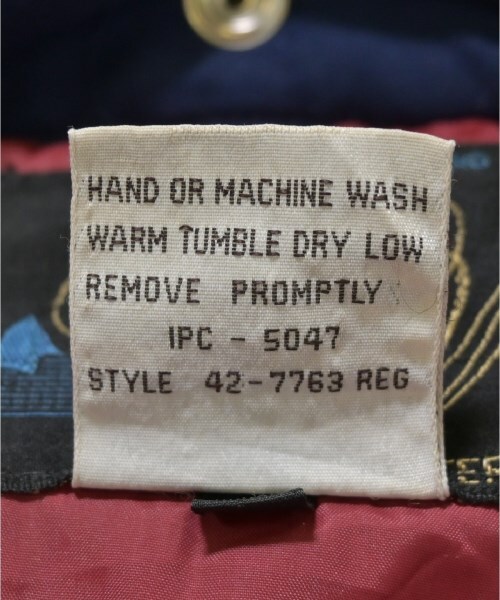 HAND OR MACHINE WASH
WARM TUMBLE DRY LOW
REMOVE PROMPTLY
IPC - 5047
STYLE 42-7763 REG